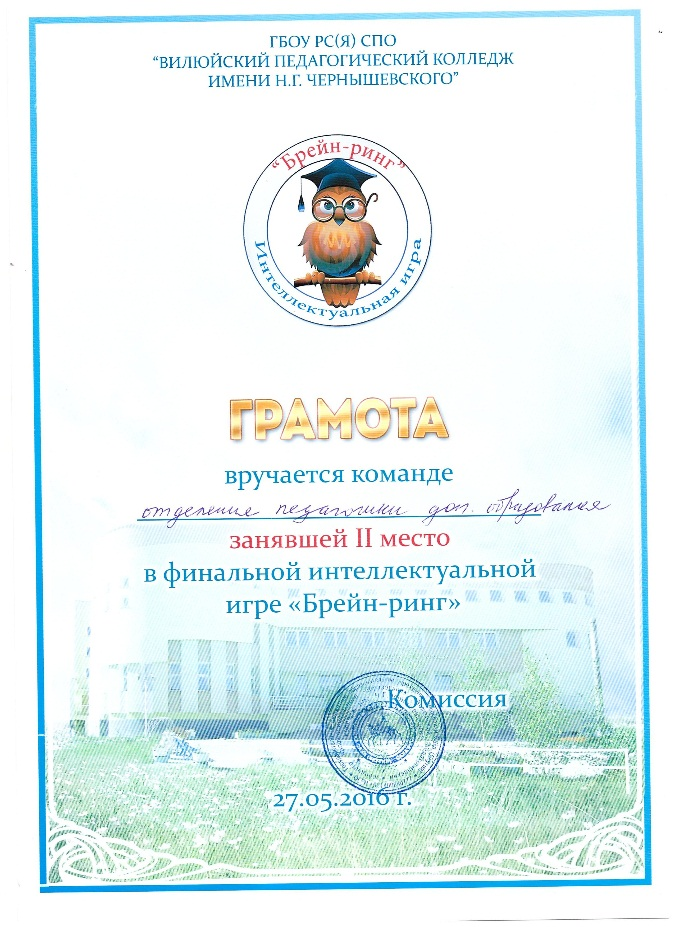 ГБОУ РС(Я) СПО
“ВИЛЮЙСКИЙ ПЕДАГОГИЧЕСКИЙ КОЛЛЕДЖ
ИМЕНИ Н.Г. ЧЕРНЫШЕВСКОГО”
“Брейн-ринг”
Интеллектуальная игра
ГРАМОТА
вручается команде
отделение педагогики доп. образования
занявшей II место
в финальной интеллектуальной
игре «Брейн-ринг»
Комиссия
27.05.2016 г.